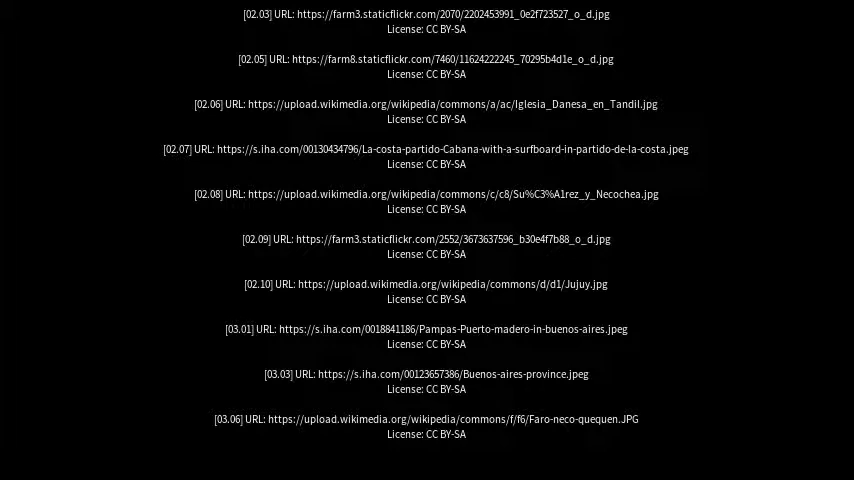 [02.03] URL: https://farm3.staticflickr.com/2070/2202453991_0e2f723527_o_d.jpg
License: CC BY-SA
[02.05] URL: https://farm8.staticflickr.com/7460/11624222245_70295b4d1e_o_d.jpg
License: CC BY-SA
[02.06] URL: https://upload.wikimedia.org/wikipedia/commons/a/ac/Iglesia_Danesa_en_Tandil.jpg
License: CC BY-SA
[02.07] URL: https://s.iha.com/00130434796/La-costa-partido-Cabana-with-a-surfboard-in-partido-de-la-costa.jpeg
License: CC BY-SA
[02.08] URL: https://upload.wikimedia.org/wikipedia/commons/c/c8/Su%C3%A1rez_y_Necochea.jpg
License: CC BY-SA
[02.09] URL: https://farm3.staticflickr.com/2552/3673637596_b30e4f7b88_o_d.jpg
License: CC BY-SA
[02.10] URL: https://upload.wikimedia.org/wikipedia/commons/d/d1/Jujuy.jpg
License: CC BY-SA
[03.01] URL: https://s.iha.com/0018841186/Pampas-Puerto-madero-in-buenos-aires.jpeg
License: CC BY-SA
[03.03] URL: https://s.iha.com/00123657386/Buenos-aires-province.jpeg
License: CC BY-SA
[03.06] URL: https://upload.wikimedia.org/wikipedia/commons/f/f6/Faro-neco-quequen.JPG
License: CC BY-SA